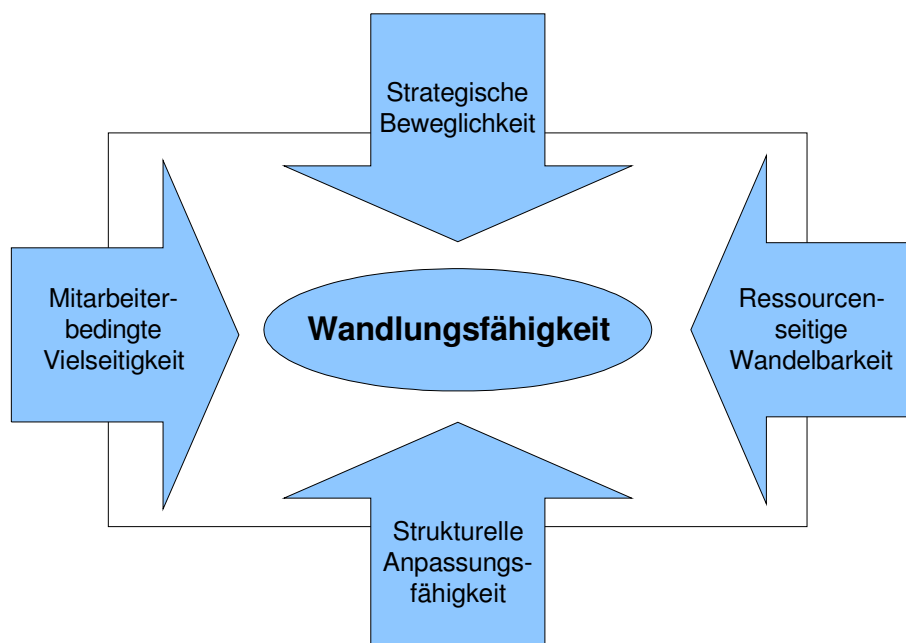 Strategische
Beweglichkeit
Mitarbeiter-
bedingte
Vielseitigkeit
Wandlungsfähigkeit
Ressourcen-
seitige
Wandelbarkeit
Strukturelle
Anpassungs-
fähigkeit